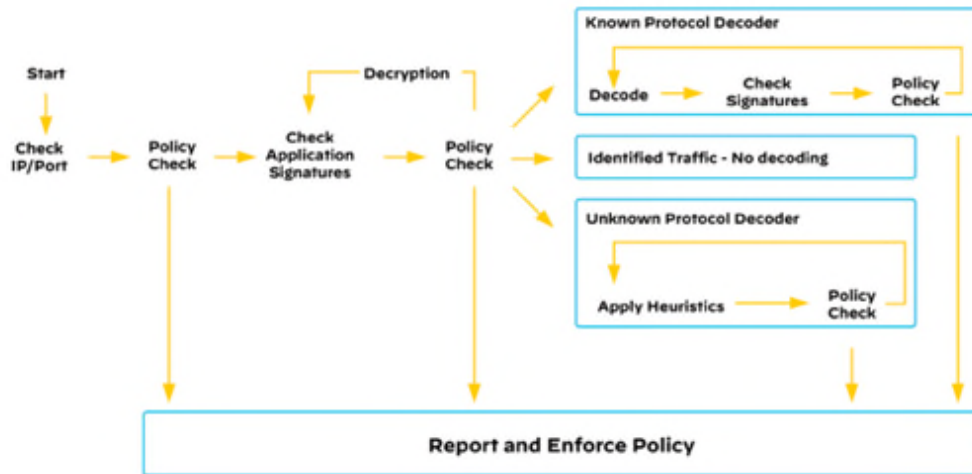 Known Protocol Decoder
Start
Decryption
Decode
Check
Signatures
Policy
Check
Check
IP/Port
Policy
Check
Check
Application
Signatures
Policy
Check
Identified Traffic - No decoding
Unknown Protocol Decoder
Apply Heuristics
Policy
Check
Report and Enforce Policy